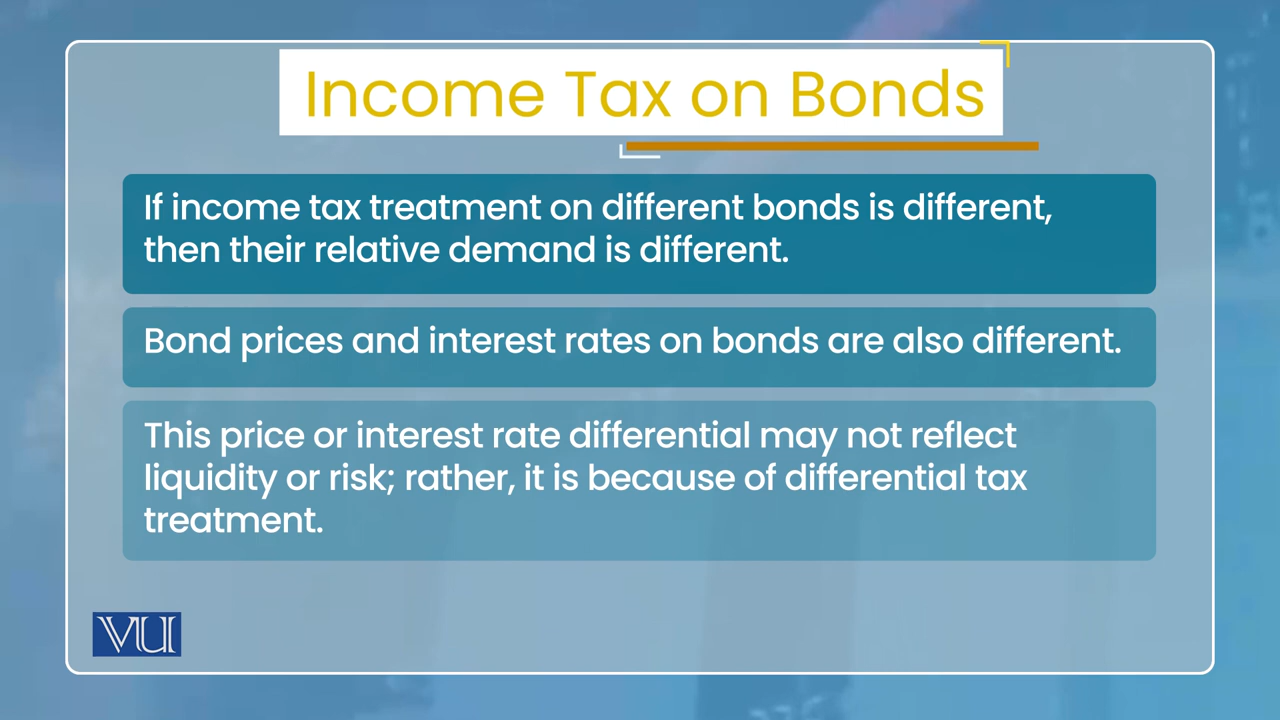 Income Tax on Bonds
If income tax treatment on different bonds is different,
then their relative demand is different.
Bond prices and interest rates on bonds are also different.
This price or interest rate differential may not reflect
liquidity or risk; rather, it is because of differential tax
treatment.
VU